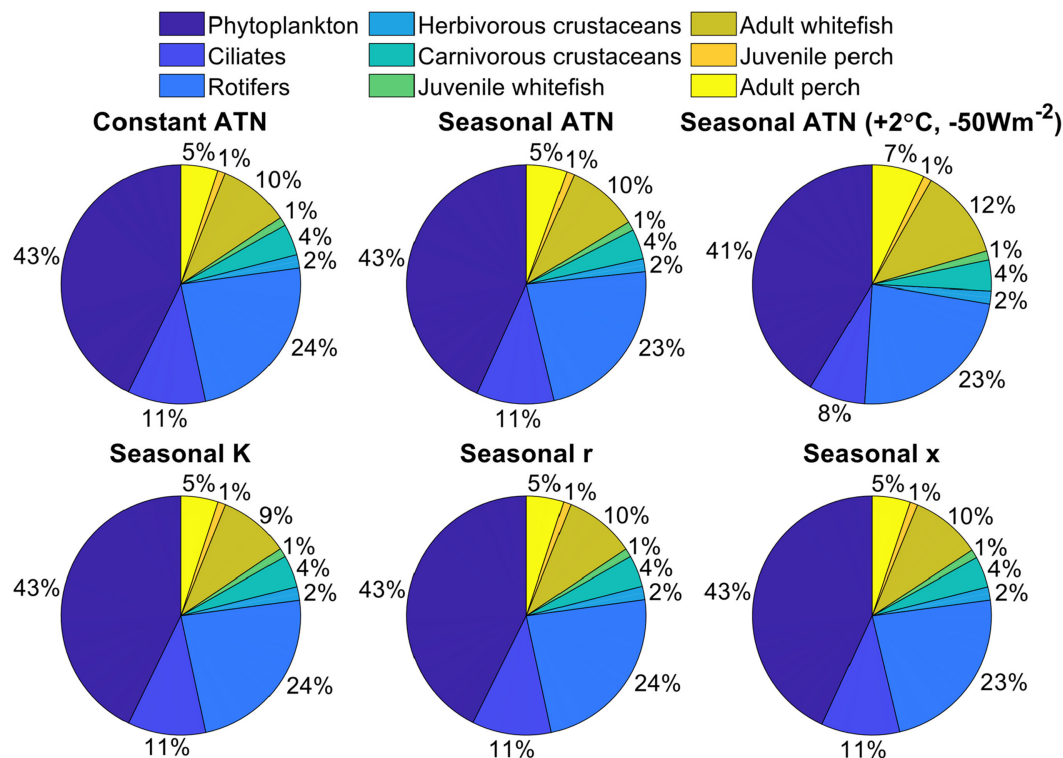 Phytoplankton Herbivorous crustaceans Adult whitefish
Ciliates Carnivorous crustaceans Juvenile perch
Rotifers Juvenile whitefish Adult perch
Constant ATN Seasonal ATN Seasonal ATN (+2°C, -50Wm⁻²)
5% 1% 10% 1% 4% 2% 24% 11% 43%
5% 1% 10% 1% 4% 2% 23% 11% 43%
7% 1% 12% 1% 4% 2% 23% 8% 41%
Seasonal K Seasonal r Seasonal x
5% 1% 9% 1% 4% 2% 24% 11% 43%
5% 1% 10% 1% 4% 2% 24% 11% 43%
5% 1% 10% 1% 4% 2% 23% 11% 43%